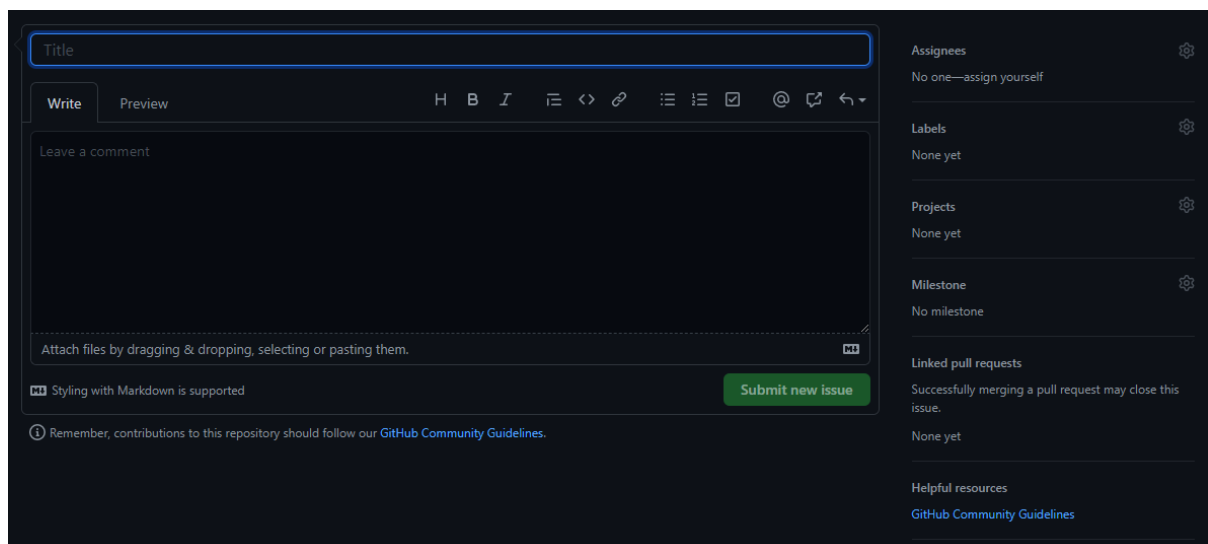 Title
Write
Preview
Leave a comment
Attach files by dragging & dropping, selecting or pasting them.
Styling with Markdown is supported
Submit new issue
Remember, contributions to this repository should follow our GitHub Community Guidelines.
Assignees
No one—assign yourself
Labels
None yet
Projects
None yet
Milestone
No milestone
Linked pull requests
Successfully merging a pull request may close this
issue.
None yet
Helpful resources
GitHub Community Guidelines